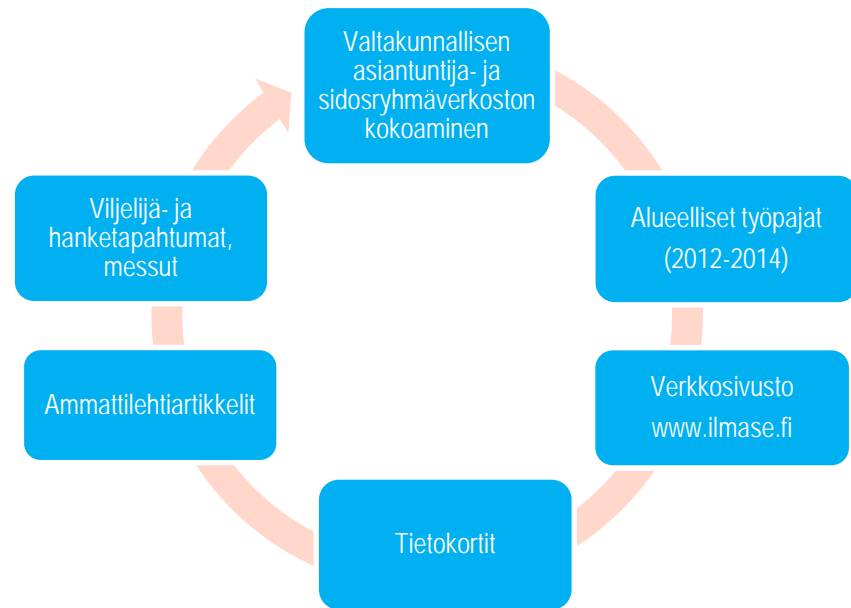 Valtakunnallisen
asiantuntija- ja
sidosryhmäverkoston
kokoaminen
Alueelliset työpajat
(2012-2014)
Verkkosivusto
www.ilmase.fi
Tietokortit
Ammattilehtiartikkelit
Viljelijä- ja
hanketapahtumat,
messut